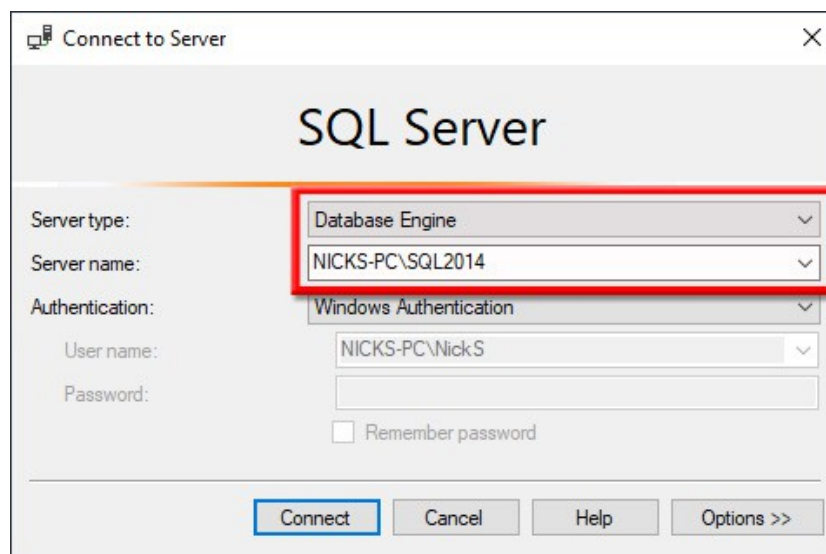 Connect to Server
SQL Server
Server type: Database Engine
Server name: NICKS-PC\SQL2014
Authentication: Windows Authentication
User name: NICKS-PC\NickS
Password:
Remember password
Connect Cancel Help Options >>